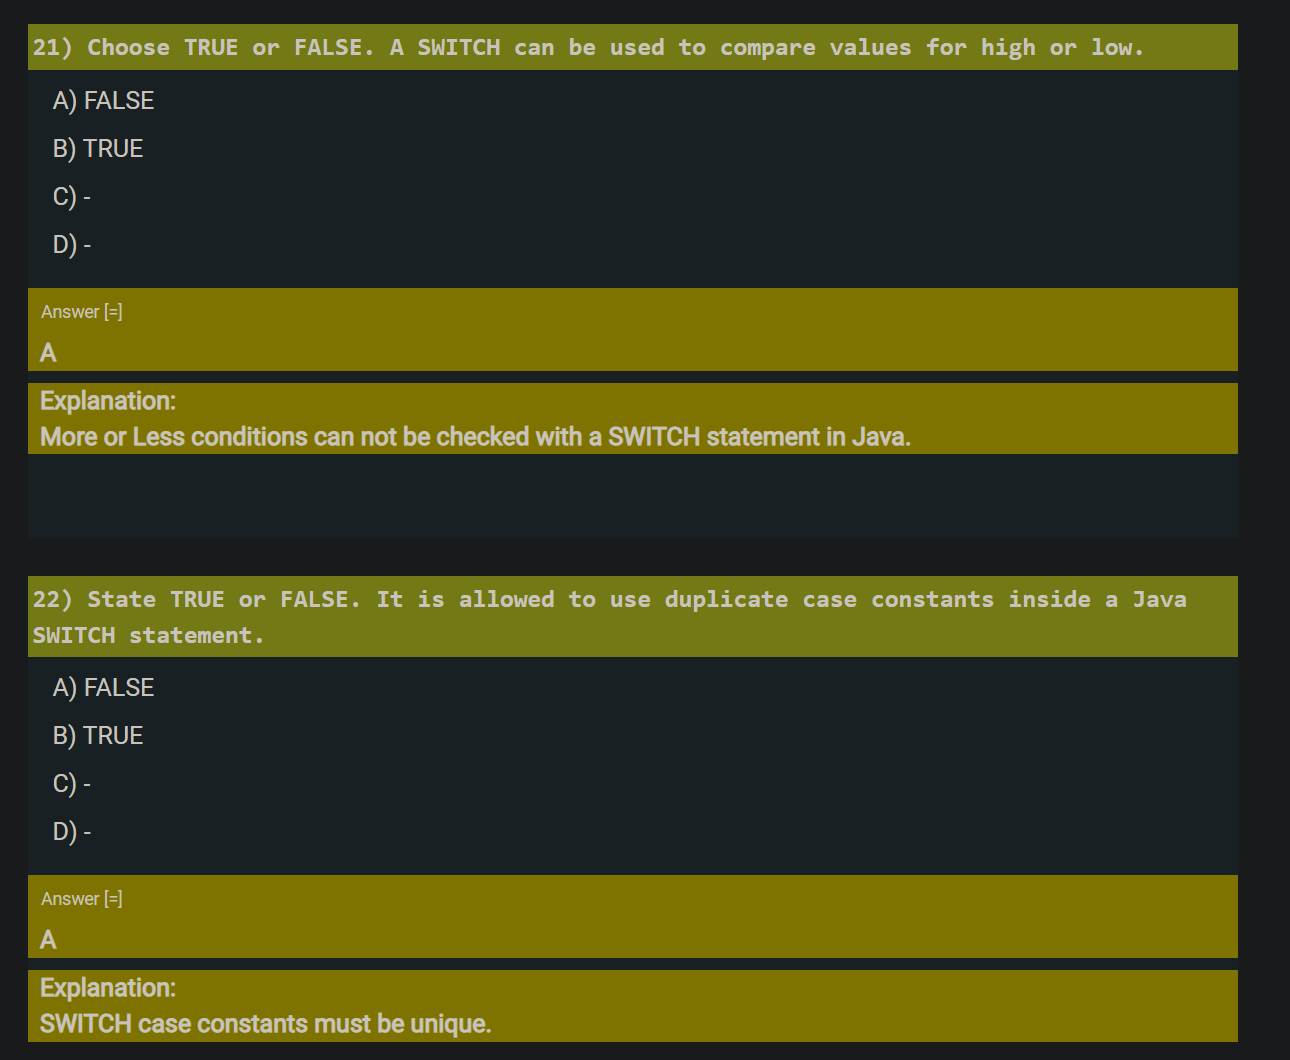 21) Choose TRUE or FALSE. A SWITCH can be used to compare values for high or low.
A) FALSE
B) TRUE
C) -
D) -
Answer [=]
A
Explanation:
More or Less conditions can not be checked with a SWITCH statement in Java.
22) State TRUE or FALSE. It is allowed to use duplicate case constants inside a Java
SWITCH statement.
A) FALSE
B) TRUE
C) -
D) -
Answer [=]
A
Explanation:
SWITCH case constants must be unique.